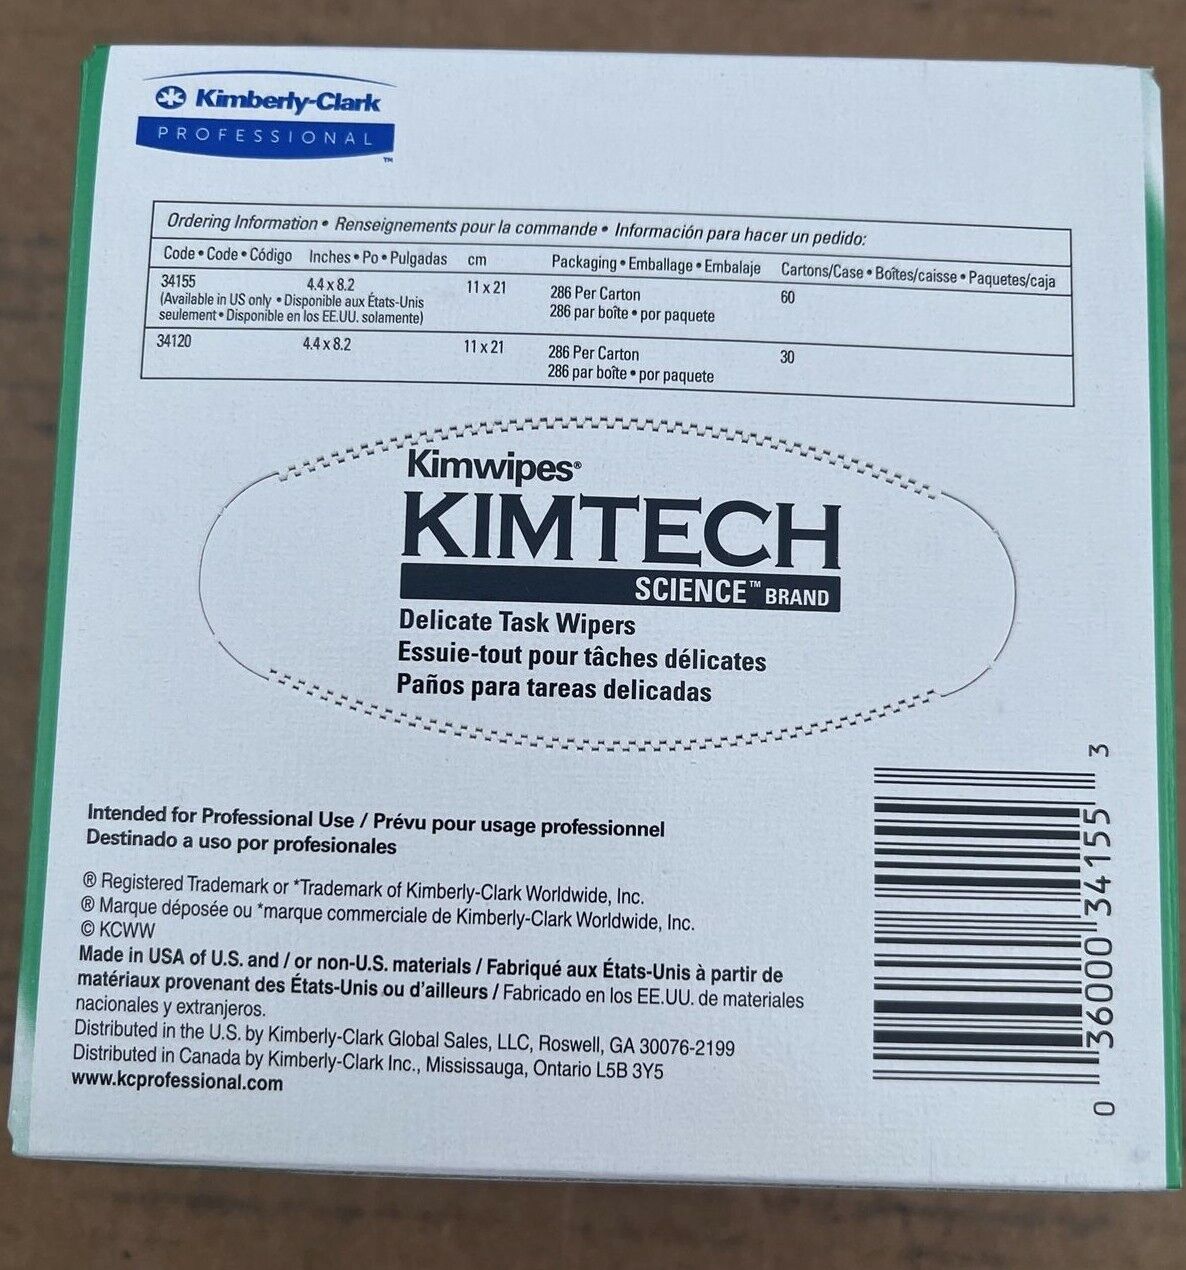 Kimberly-Clark
PROFESSIONAL™
Ordering Information • Renseignements pour la commande • Información para hacer un pedido:
Code • Code • Código Inches • Po • Pulgadas cm Packaging • Emballage • Embalaje Cartons/Case • Boîtes/caisse • Paquetes/caja
34155 4.4 x 8.2 11 x 21 286 Per Carton 60
(Available in US only • Disponible aux États-Unis 286 par boîte • por paquete
seulement • Disponible en los EE.UU. solamente)
34120 4.4 x 8.2 11 x 21 286 Per Carton 30
286 par boîte • por paquete
Kimwipes®
KIMTECH
SCIENCE™ BRAND
Delicate Task Wipers
Essuie-tout pour tâches délicates
Paños para tareas delicadas
Intended for Professional Use / Prévu pour usage professionnel
Destinado a uso por profesionales
® Registered Trademark or *Trademark of Kimberly-Clark Worldwide, Inc.
® Marque déposée ou *marque commerciale de Kimberly-Clark Worldwide, Inc.
© KCWW
Made in USA of U.S. and / or non-U.S. materials / Fabriqué aux États-Unis à partir de
matériaux provenant des États-Unis ou d'ailleurs / Fabricado en los EE.UU. de materiales
nacionales y extranjeros.
Distributed in the U.S. by Kimberly-Clark Global Sales, LLC, Roswell, GA 30076-2199
Distributed in Canada by Kimberly-Clark Inc., Mississauga, Ontario L5B 3Y5
www.kcprofessional.com
0 36000 34155 3